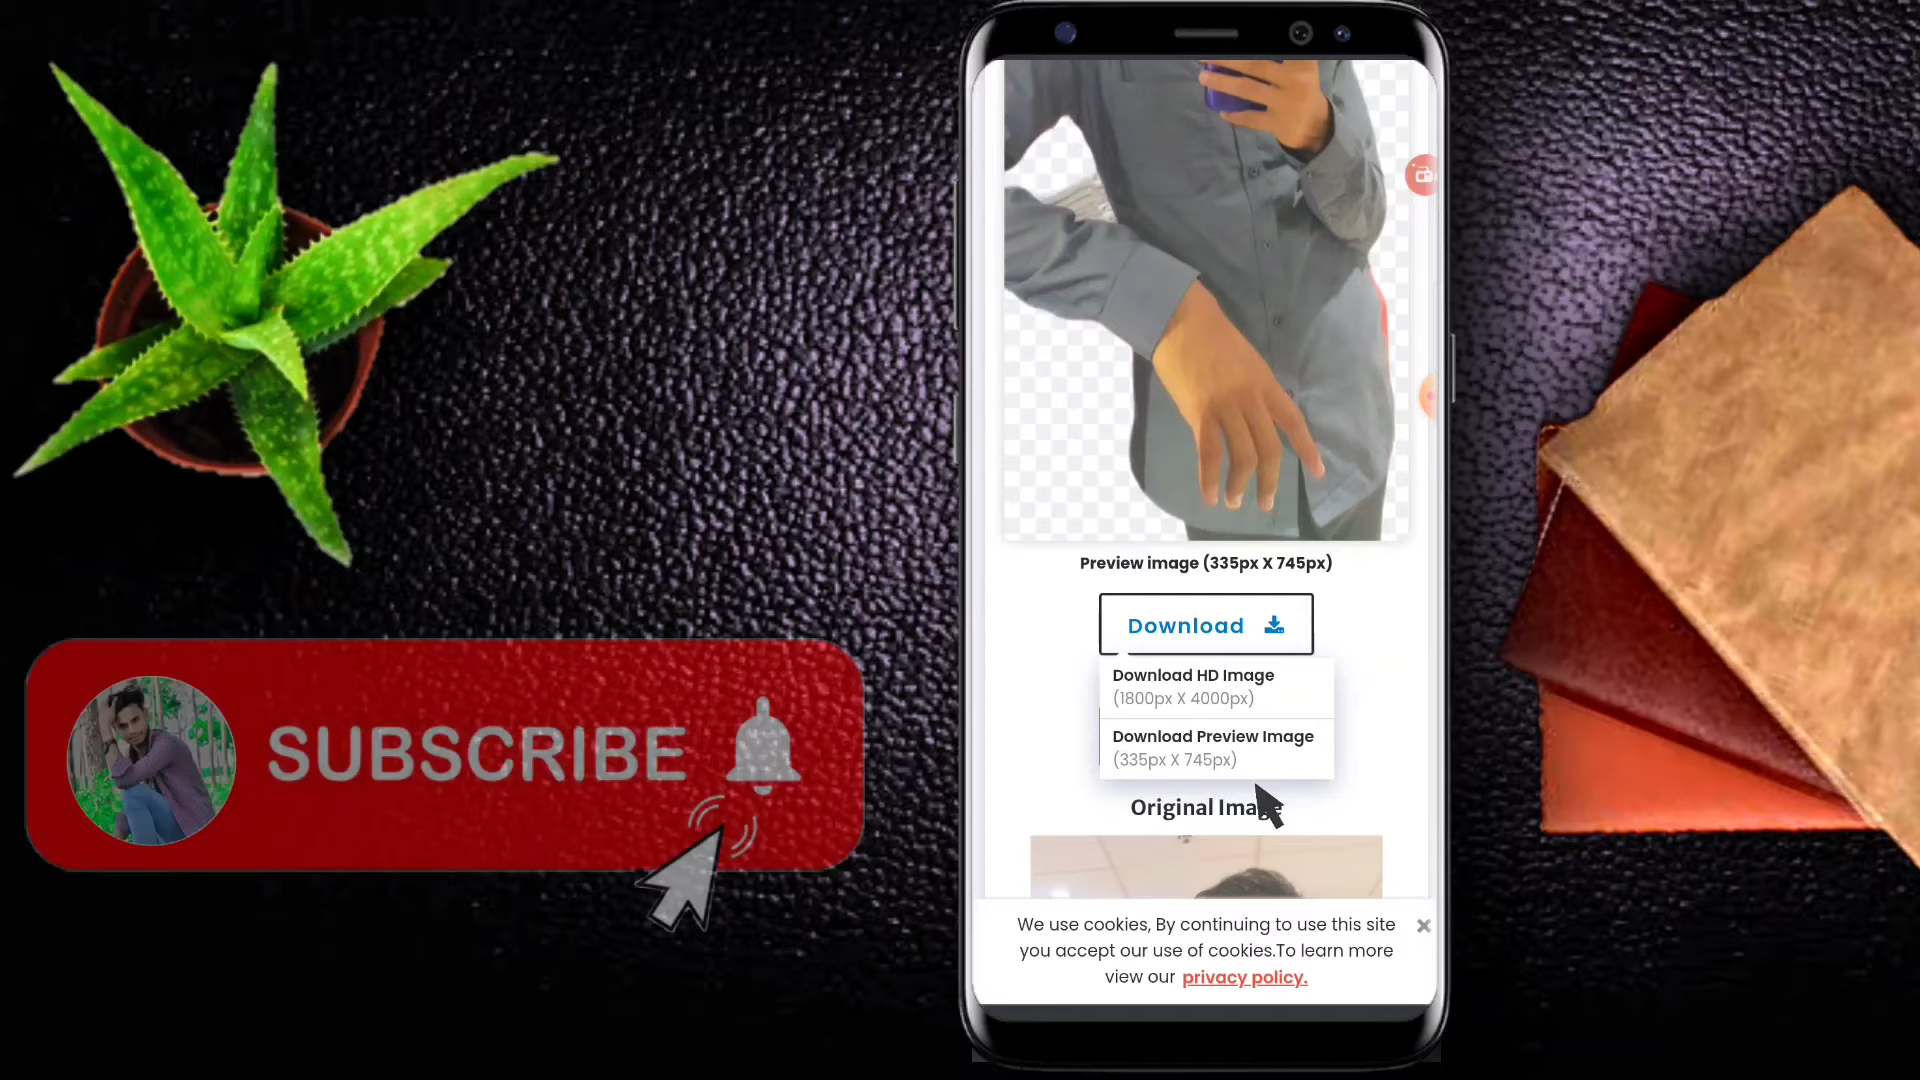 Preview image (335px X 745px)
Download
Download HD Image
(1800px X 4000px)
Download Preview Image
(335px X 745px)
Original Image
SUBSCRIBE
We use cookies, By continuing to use this site
you accept our use of cookies.To learn more
view our privacy policy.